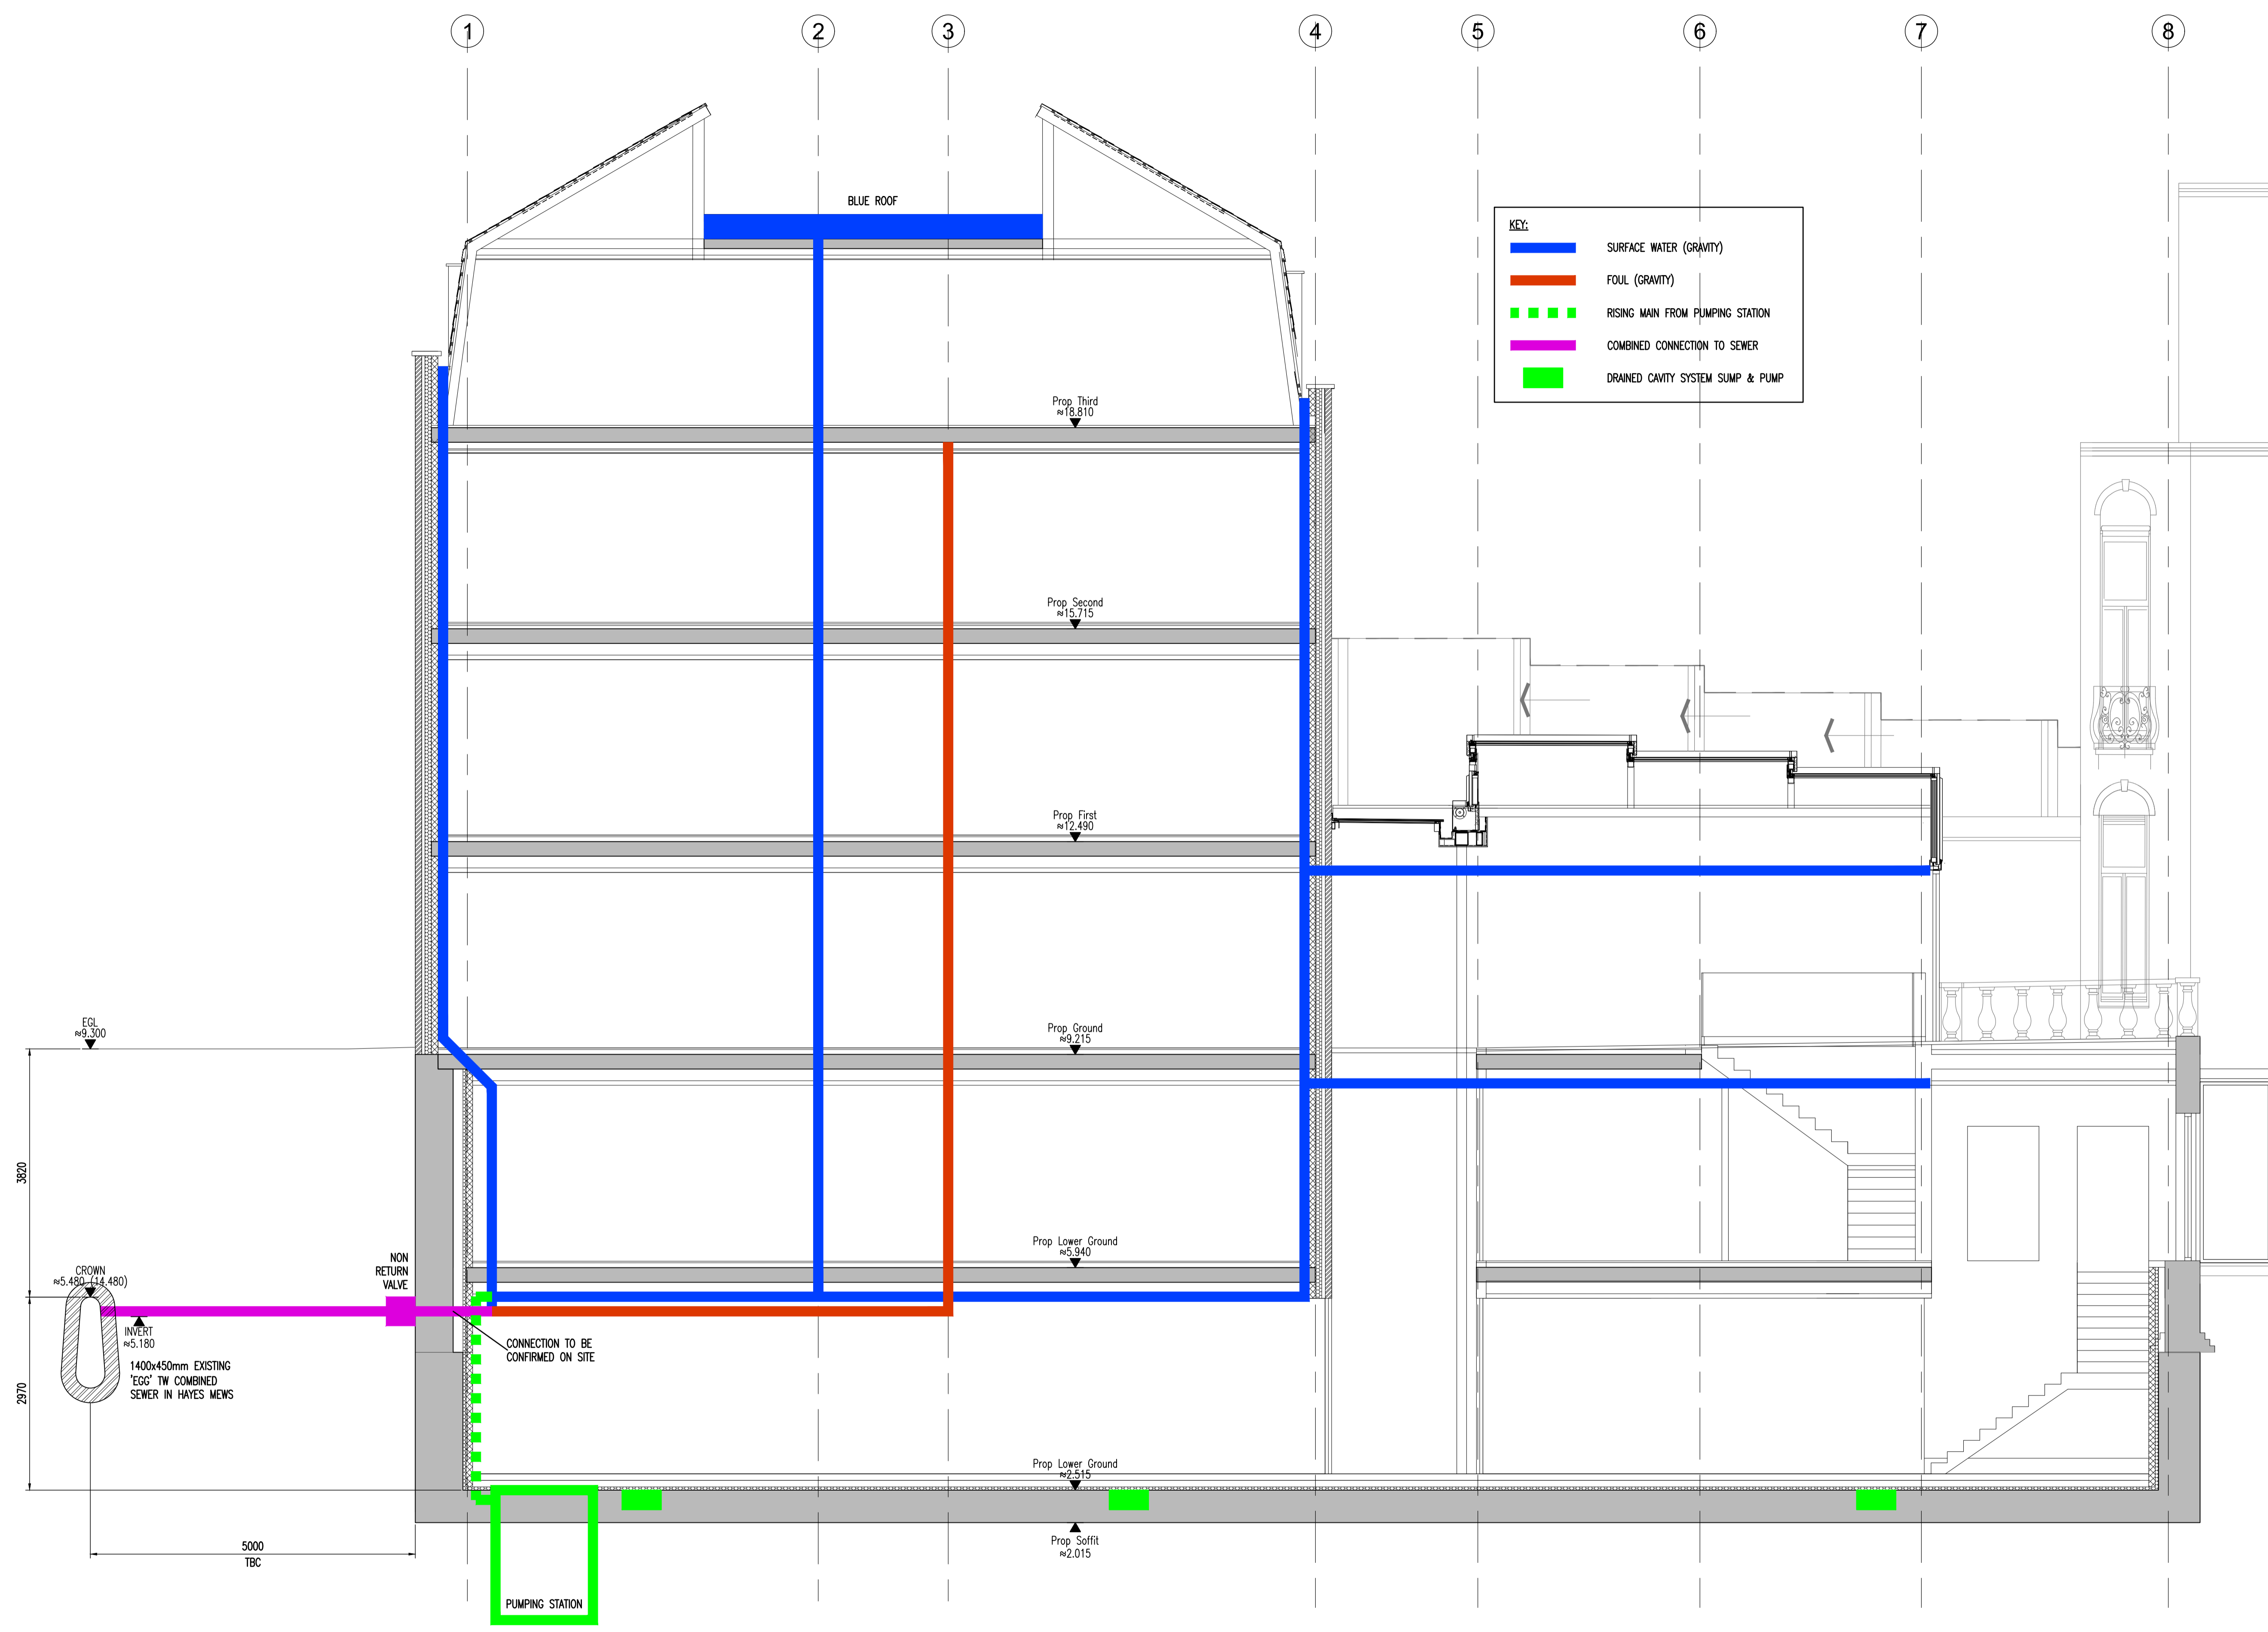 1
2
3
4
5
6
7
8
BLUE ROOF
KEY:
SURFACE WATER (GRAVITY)
FOUL (GRAVITY)
RISING MAIN FROM PUMPING STATION
COMBINED CONNECTION TO SEWER
DRAINED CAVITY SYSTEM SUMP & PUMP
Prop Third
≈18.810
Prop Second
≈15.715
Prop First
≈12.490
EGL
≈9.300
Prop Ground
≈9.215
3820
Prop Lower Ground
≈5.940
NON
RETURN
VALVE
CROWN
≈5.480 (14.480)
INVERT
≈5.180
CONNECTION TO BE
CONFIRMED ON SITE
1400x450mm EXISTING
'EGG' TW COMBINED
SEWER IN HAYES MEWS
2970
Prop Lower Ground
≈2.515
Prop Soffit
≈2.015
5000
TBC
PUMPING STATION